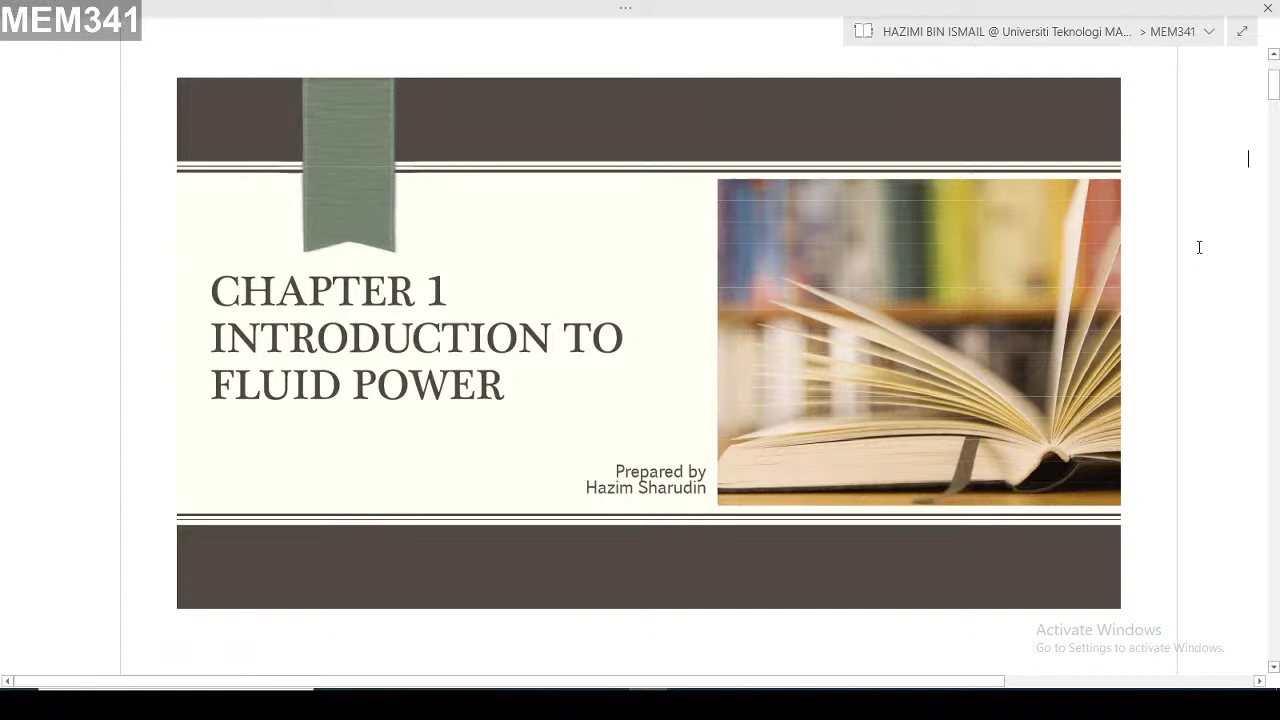 MEM341
...
HAZIMI BIN ISMAIL @ Universiti Teknologi MA... > MEM341
CHAPTER 1
INTRODUCTION TO
FLUID POWER
Prepared by
Hazim Sharudin
Activate Windows
Go to Settings to activate Windows.